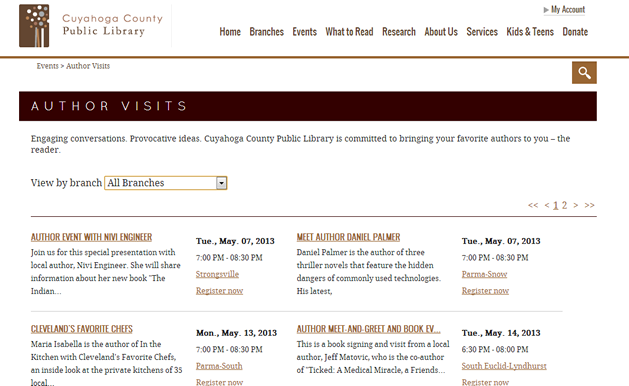 Cuyahoga County
Public Library
My Account
Home Branches Events What to Read Research About Us Services Kids & Teens Donate
Events > Author Visits
AUTHOR VISITS
Engaging conversations. Provocative ideas. Cuyahoga County Public Library is committed to bringing your favorite authors to you – the
reader.
View by branch All Branches
<< < 1 2 > >>
AUTHOR EVENT WITH NIVI ENGINEER
Join us for this special presentation with
local author, Nivi Engineer. She will share
information about her new book "The
Indian...
Tue., May. 07, 2013
7:00 PM - 08:30 PM
Strongsville
Register now
MEET AUTHOR DANIEL PALMER
Daniel Palmer is the author of three
thriller novels that feature the hidden
dangers of commonly used technologies.
His latest,
Tue., May. 07, 2013
7:00 PM - 08:30 PM
Parma-Snow
Register now
CLEVELAND'S FAVORITE CHEFS
Maria Isabella is the author of In the
Kitchen with Cleveland's Favorite Chefs,
an inside look at the private kitchens of 35
local...
Mon., May. 13, 2013
7:00 PM - 08:30 PM
Parma-South
Register now
AUTHOR MEET-AND-GREET AND BOOK EV...
This is a book signing and visit from a local
author, Jeff Matovic, who is the co-author
of "Ticked: A Medical Miracle, a Friends...
Tue., May. 14, 2013
6:30 PM - 08:00 PM
South Euclid-Lyndhurst
Register now